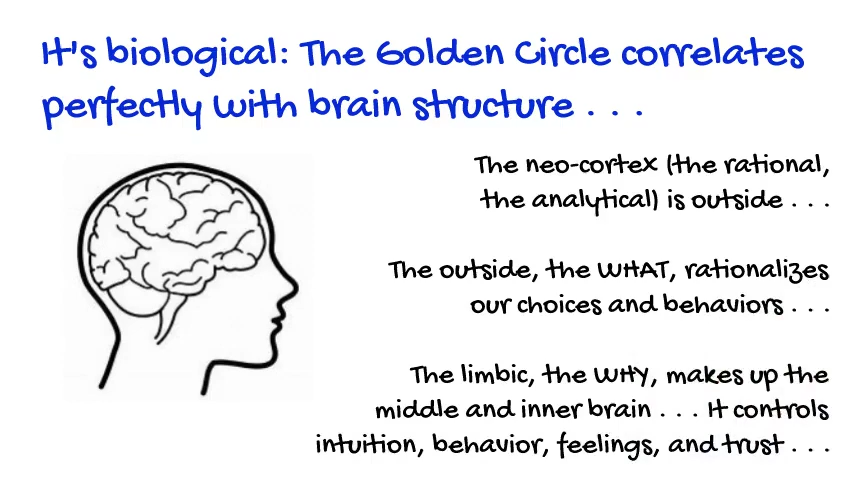 It's biological: The Golden Circle correlates
perfectly with brain structure . . .
The neo-cortex (the rational,
the analytical) is outside . . .
The outside, the WHAT, rationalizes
our choices and behaviors . . .
The limbic, the WHY, makes up the
middle and inner brain . . . It controls
intuition, behavior, feelings, and trust . . .